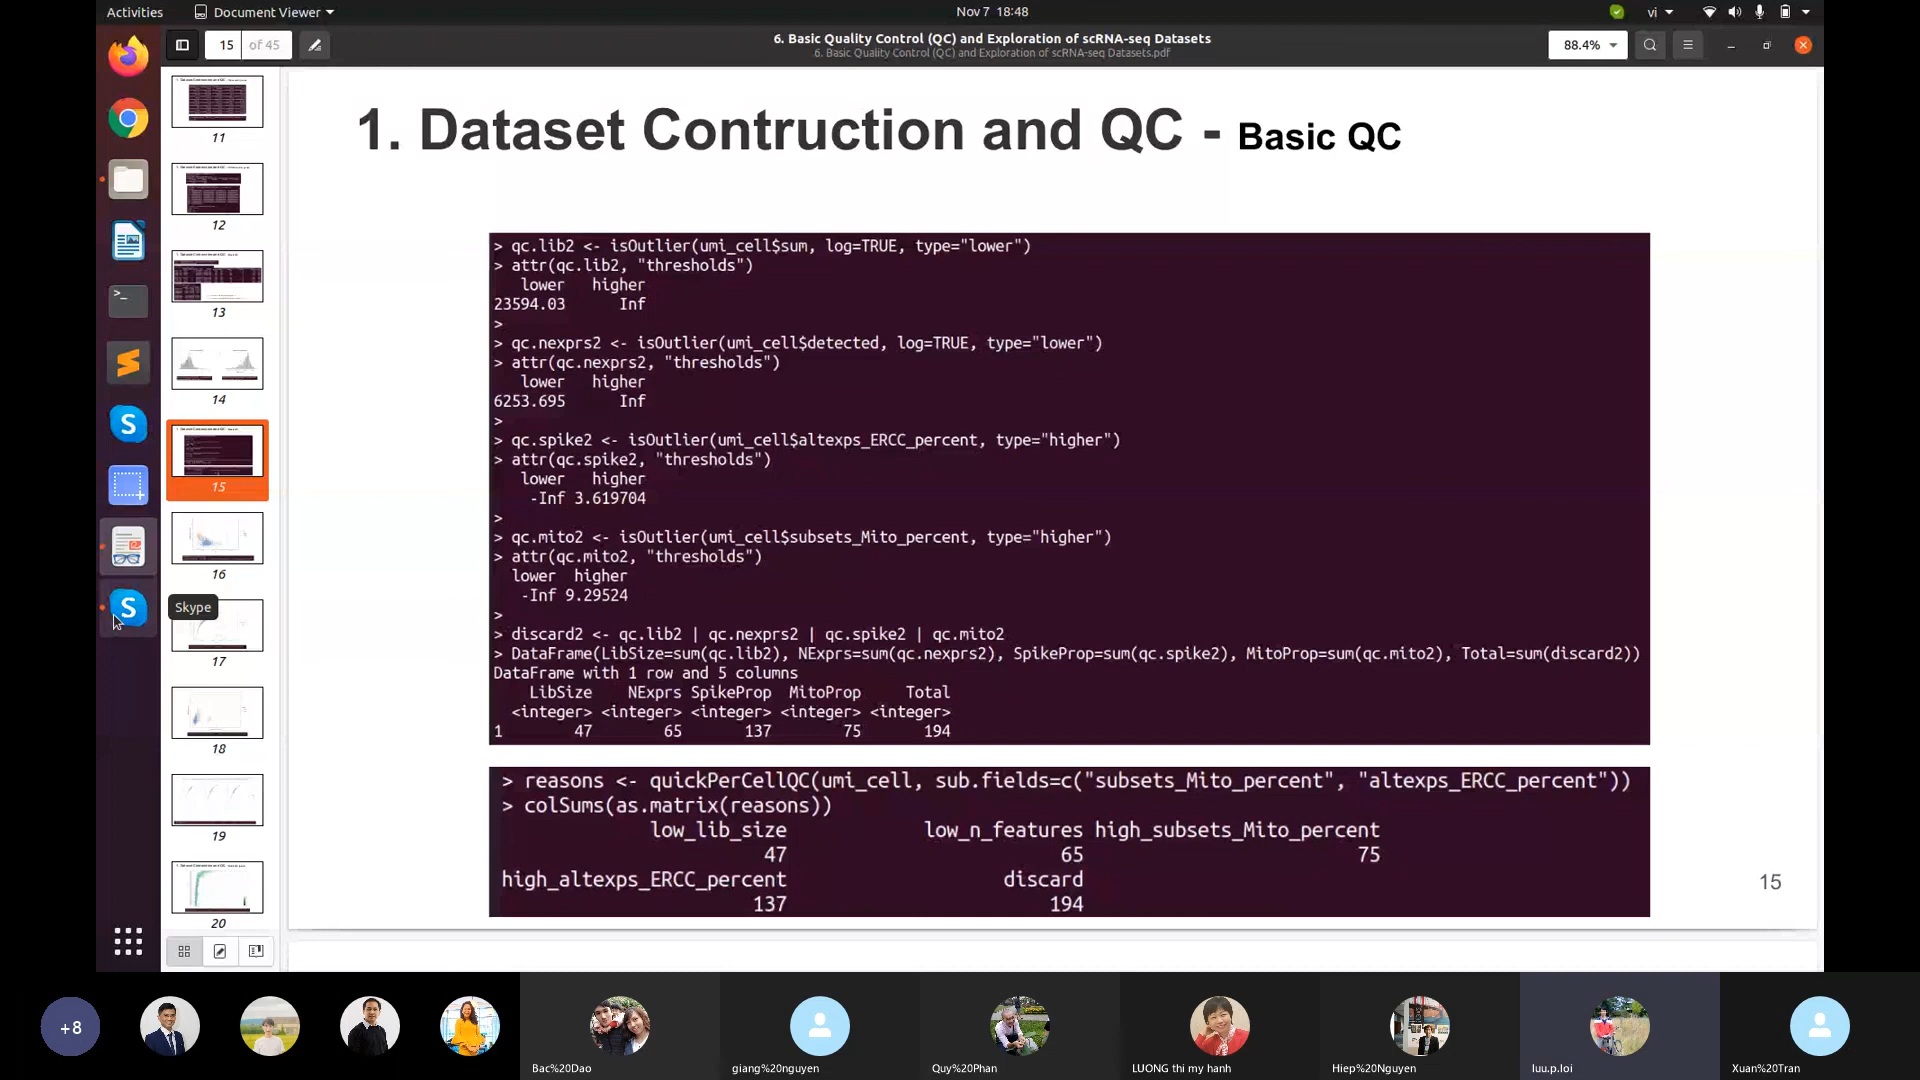 Activities
Document Viewer
Nov 7 18:48
vi
15 of 45
6. Basic Quality Control (QC) and Exploration of scRNA-seq Datasets
6. Basic Quality Control (QC) and Exploration of scRNA-seq Datasets.pdf
88.4%
11
12
13
14
15
16
17
18
19
20
Skype
1. Dataset Contruction and QC - Basic QC
> qc.lib2 <- isOutlier(umi_cell$sum, log=TRUE, type="lower")
> attr(qc.lib2, "thresholds")
lower higher
23594.03 Inf
>
> qc.nexprs2 <- isOutlier(umi_cell$detected, log=TRUE, type="lower")
> attr(qc.nexprs2, "thresholds")
lower higher
6253.695 Inf
>
> qc.spike2 <- isOutlier(umi_cell$altexps_ERCC_percent, type="higher")
> attr(qc.spike2, "thresholds")
lower higher
-Inf 3.619704
>
> qc.mito2 <- isOutlier(umi_cell$subsets_Mito_percent, type="higher")
> attr(qc.mito2, "thresholds")
lower higher
-Inf 9.29524
>
> discard2 <- qc.lib2 | qc.nexprs2 | qc.spike2 | qc.mito2
> DataFrame(LibSize=sum(qc.lib2), NExprs=sum(qc.nexprs2), SpikeProp=sum(qc.spike2), MitoProp=sum(qc.mito2), Total=sum(discard2))
DataFrame with 1 row and 5 columns
LibSize NExprs SpikeProp MitoProp Total
<integer> <integer> <integer> <integer> <integer>
1 47 65 137 75 194
> reasons <- quickPerCellQC(umi_cell, sub.fields=c("subsets_Mito_percent", "altexps_ERCC_percent"))
> colSums(as.matrix(reasons))
low_lib_size low_n_features high_subsets_Mito_percent
47 65 75
high_altexps_ERCC_percent discard
137 194
15
+8
Bac%20Dao
giang%20nguyen
Quy%20Phan
LUONG thi my hanh
Hiep%20Nguyen
luu.p.loi
Xuan%20Tran